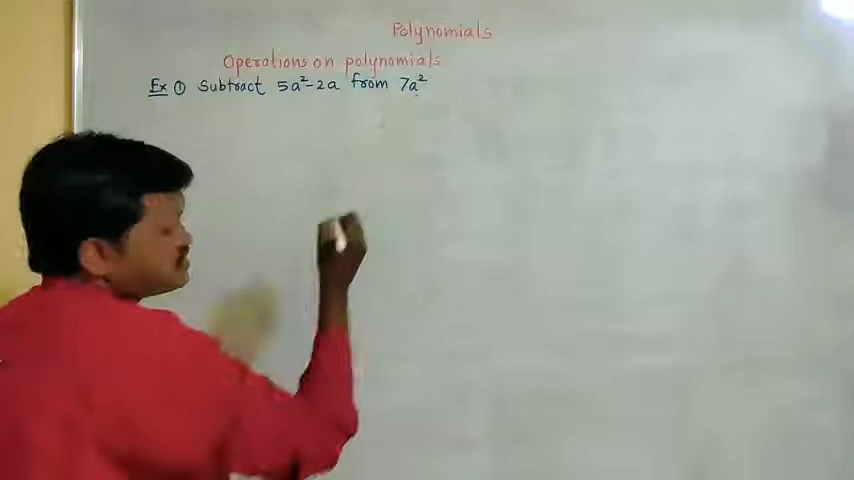 Polynomials
Operations on polynomials
Ex ① Subtract 5a²-2a from 7a²